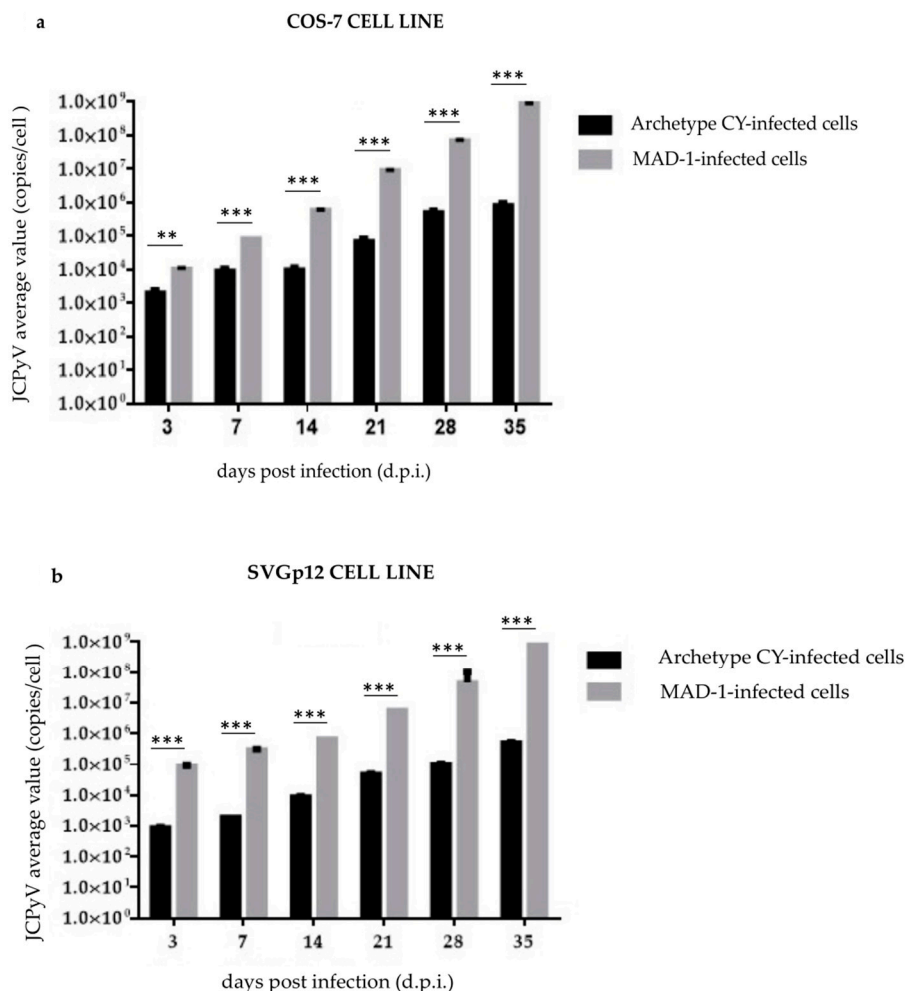 a
COS-7 CELL LINE
JCPyV average value (copies/cell )
1.0×10⁹
1.0×10⁸
1.0×10⁷
1.0×10⁶
1.0×10⁵
1.0×10⁴
1.0×10³
1.0×10²
1.0×10¹
1.0×10⁰
** *** *** *** *** ***
3 7 14 21 28 35
days post infection (d.p.i.)
Archetype CY-infected cells
MAD-1-infected cells
b
SVGp12 CELL LINE
JCPyV average value (copies/cell )
1.0×10⁹
1.0×10⁸
1.0×10⁷
1.0×10⁶
1.0×10⁵
1.0×10⁴
1.0×10³
1.0×10²
1.0×10¹
1.0×10⁰
*** *** *** *** *** ***
3 7 14 21 28 35
days post infection (d.p.i.)
Archetype CY-infected cells
MAD-1-infected cells